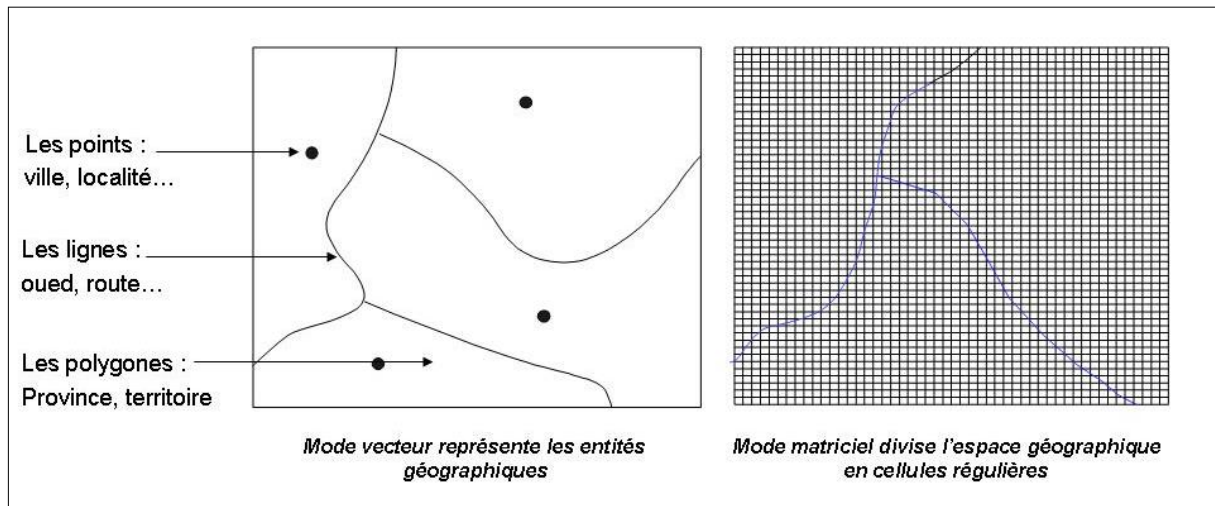 Les points :
ville, localité…
Les lignes :
oued, route…
Les polygones :
Province, territoire
Mode vecteur représente les entités
géographiques
Mode matriciel divise l'espace géographique
en cellules régulières